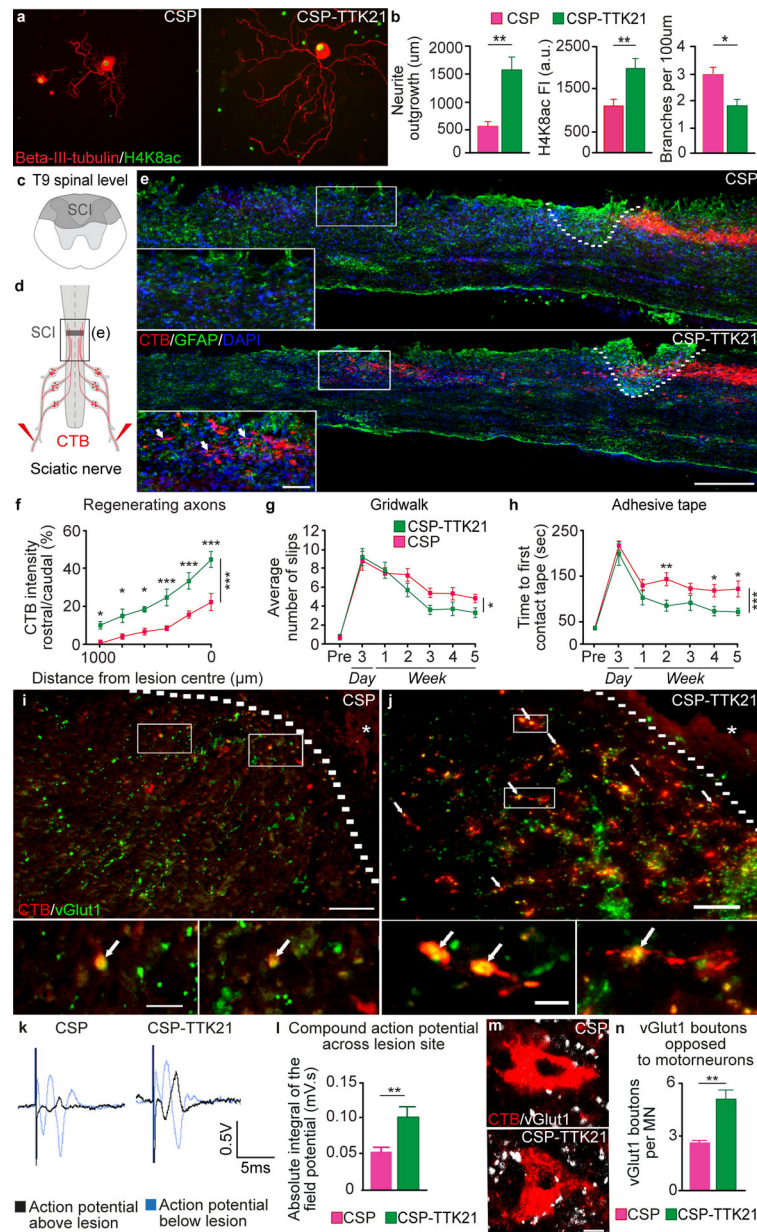 a
CSP
CSP-TTK21
Beta-III-tubulin/H4K8ac
b
CSP
CSP-TTK21
Neurite
outgrowth (um)
2000
1500
1000
500
0
**
H4K8ac FI (a.u.)
2500
1500
500
0
**
Branches per 100um
4
3
2
1
0
*
c
T9 spinal level
SCI
d
SCI
(e)
CTB
Sciatic nerve
e
CSP
CTB/GFAP/DAPI
CSP-TTK21
f
Regenerating axons
CTB intensity
rostral/caudal (%)
60
40
20
0
*
*
*
***
***
***
***
1000
0
Distance from lesion centre (µm)
g
Gridwalk
CSP-TTK21
CSP
Average
number of slips
12
10
8
6
4
2
0
*
Pre 3 1 2 3 4 5
Day Week
h
Adhesive tape
Time to first
contact tape (sec)
250
200
150
100
50
0
**
*
*
***
Pre 3 1 2 3 4 5
Day Week
i
CSP
*
CTB/vGlut1
j
CSP-TTK21
*
k
CSP
CSP-TTK21
0.5V
5ms
Action potential
above lesion
Action potential
below lesion
l
Compound action potential
across lesion site
Absolute integral of the
field potential (mV.s)
0.15
0.10
0.05
0
**
CSP
CSP-TTK21
m
CSP
CTB/vGlut1
CSP-TTK21
n
vGlut1 boutons
opposed
to motorneurons
vGlut1 boutons
per MN
6
3
0
**
CSP
CSP-TTK21